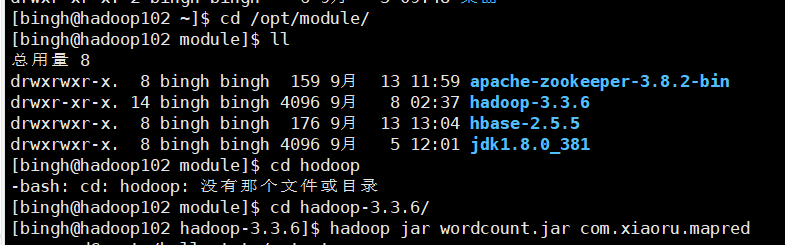 [bingh@hadoop102 ~]$ cd /opt/module/
[bingh@hadoop102 module]$ ll
总用量 8
drwxrwxr-x. 8 bingh bingh 159 9月 13 11:59 apache-zookeeper-3.8.2-bin
drwxrwxr-x. 14 bingh bingh 4096 9月 8 02:37 hadoop-3.3.6
drwxrwxr-x. 8 bingh bingh 176 9月 13 13:04 hbase-2.5.5
drwxrwxr-x. 8 bingh bingh 4096 9月 5 12:01 jdk1.8.0_381
[bingh@hadoop102 module]$ cd hodoop
-bash: cd: hodoop: 没有那个文件或目录
[bingh@hadoop102 module]$ cd hadoop-3.3.6/
[bingh@hadoop102 hadoop-3.3.6]$ hadoop jar wordcount.jar com.xiaoru.mapred